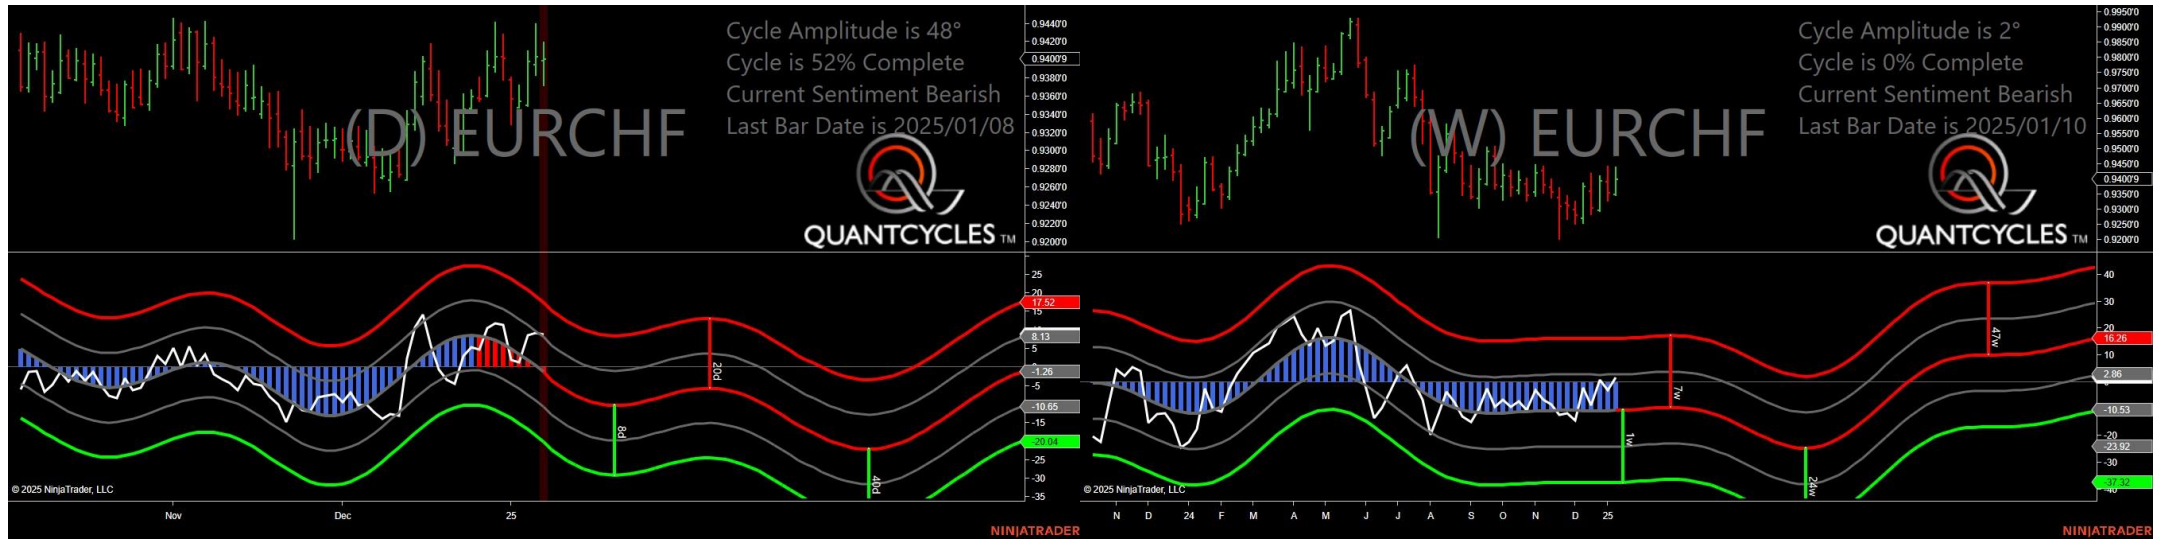 Cycle Amplitude is 48°
Cycle is 52% Complete
Current Sentiment Bearish
Last Bar Date is 2025/01/08
(D) EURCHF
QUANTCYCLES TM
0.9440'0
0.9420'0
0.9400'9
0.9380'0
0.9360'0
0.9340'0
0.9320'0
0.9300'0
0.9280'0
0.9260'0
0.9240'0
0.9220'0
0.9200'0
25
20
17.52
15
8.13
5
-1.26
-5
-10.65
-15
-20.04
-25
-30
-35
8d
20d
40d
© 2025 NinjaTrader, LLC
Nov
Dec
25
NINJATRADER
Cycle Amplitude is 2°
Cycle is 0% Complete
Current Sentiment Bearish
Last Bar Date is 2025/01/10
(W) EURCHF
QUANTCYCLES TM
0.9950'0
0.9900'0
0.9850'0
0.9800'0
0.9750'0
0.9700'0
0.9650'0
0.9600'0
0.9550'0
0.9500'0
0.9450'0
0.9400'9
0.9350'0
0.9300'0
0.9250'0
0.9200'0
40
30
20
16.26
10
2.86
-10.53
-20
-23.92
-30
-37.32
-40
1w
7w
24w
47w
© 2025 NinjaTrader, LLC
N D 24 F M A M J J A S O N D 25
NINJATRADER